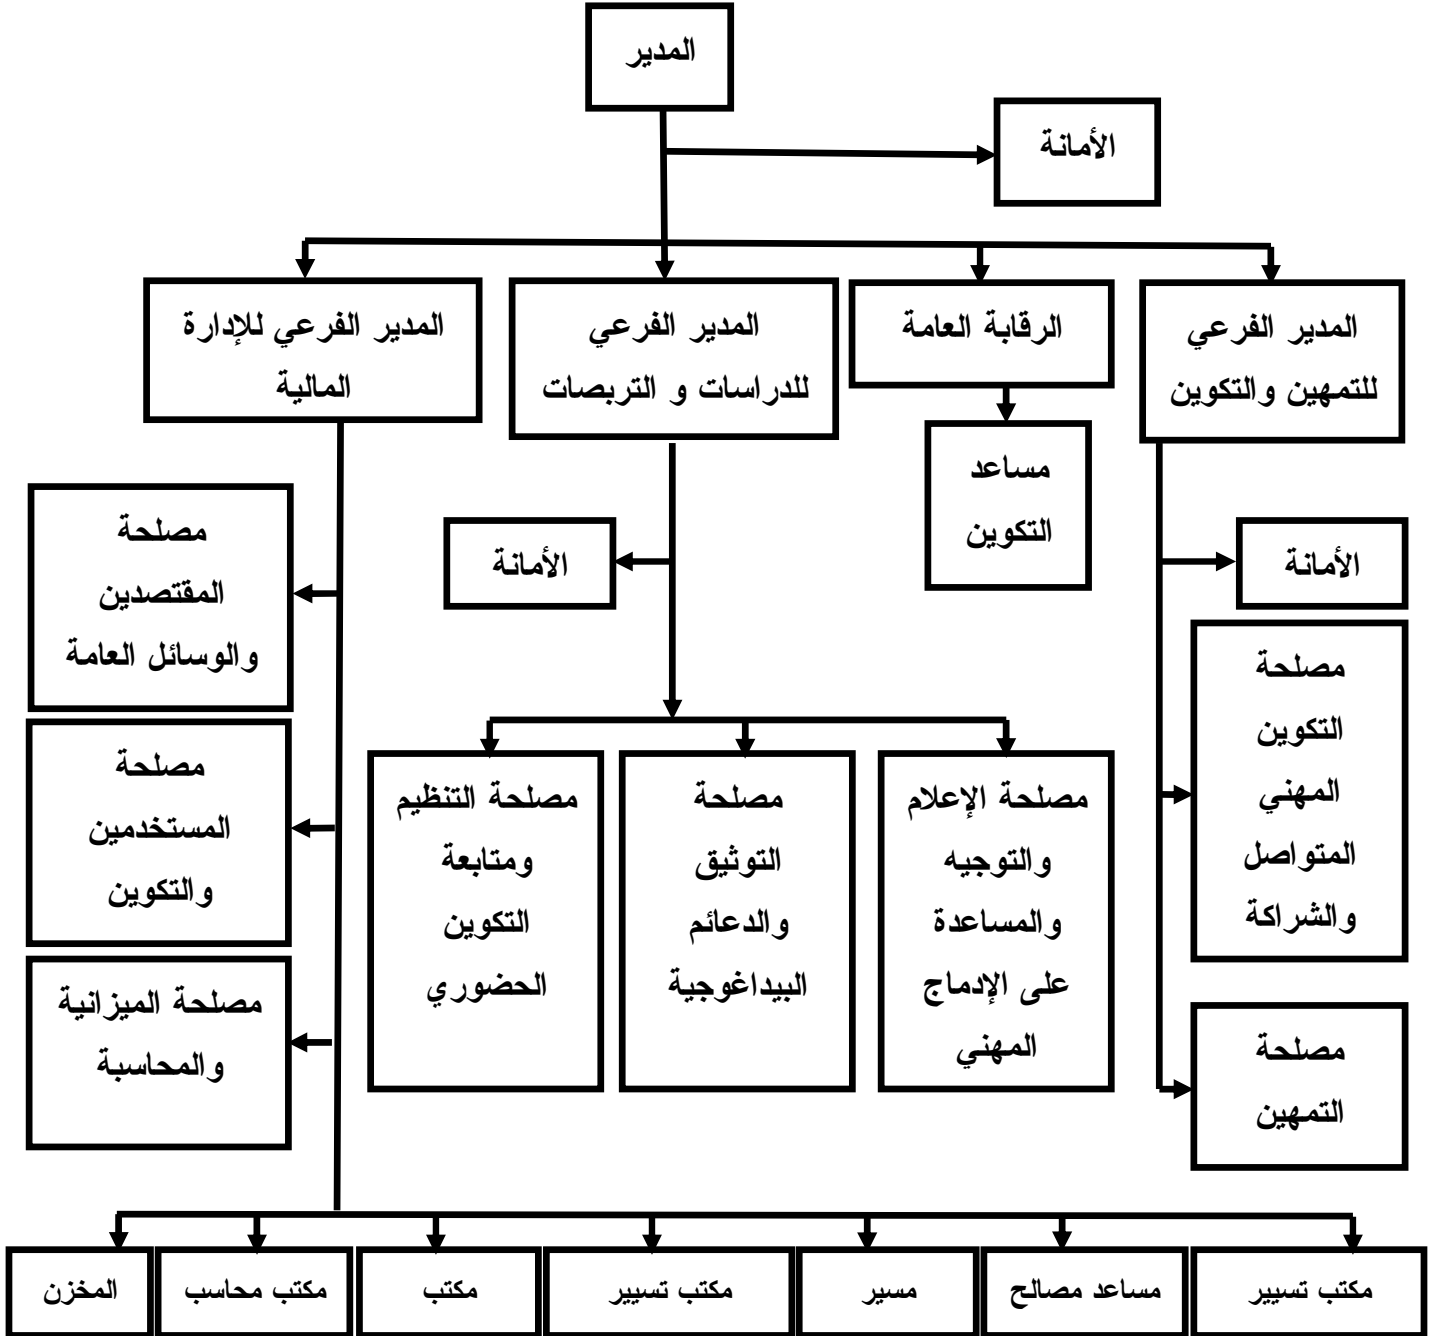 المدير
الأمانة
المدير الفرعي
للتمهين والتكوين
الرقابة العامة
المدير الفرعي
للدراسات و التربصات
المدير الفرعي للإدارة
المالية
مساعد
التكوين
الأمانة
الأمانة
مصلحة
المقتصدين
والوسائل العامة
مصلحة
التكوين
المهني
المتواصل
والشراكة
مصلحة
المستخدمين
والتكوين
مصلحة الإعلام
والتوجيه
والمساعدة
على الإدماج
المهني
مصلحة
التوثيق
والدعائم
البيداغوجية
مصلحة التنظيم
ومتابعة
التكوين
الحضوري
مصلحة الميزانية
والمحاسبة
مصلحة
التمهين
مكتب تسيير
مساعد مصالح
مسير
مكتب تسيير
مكتب
مكتب محاسب
المخزن